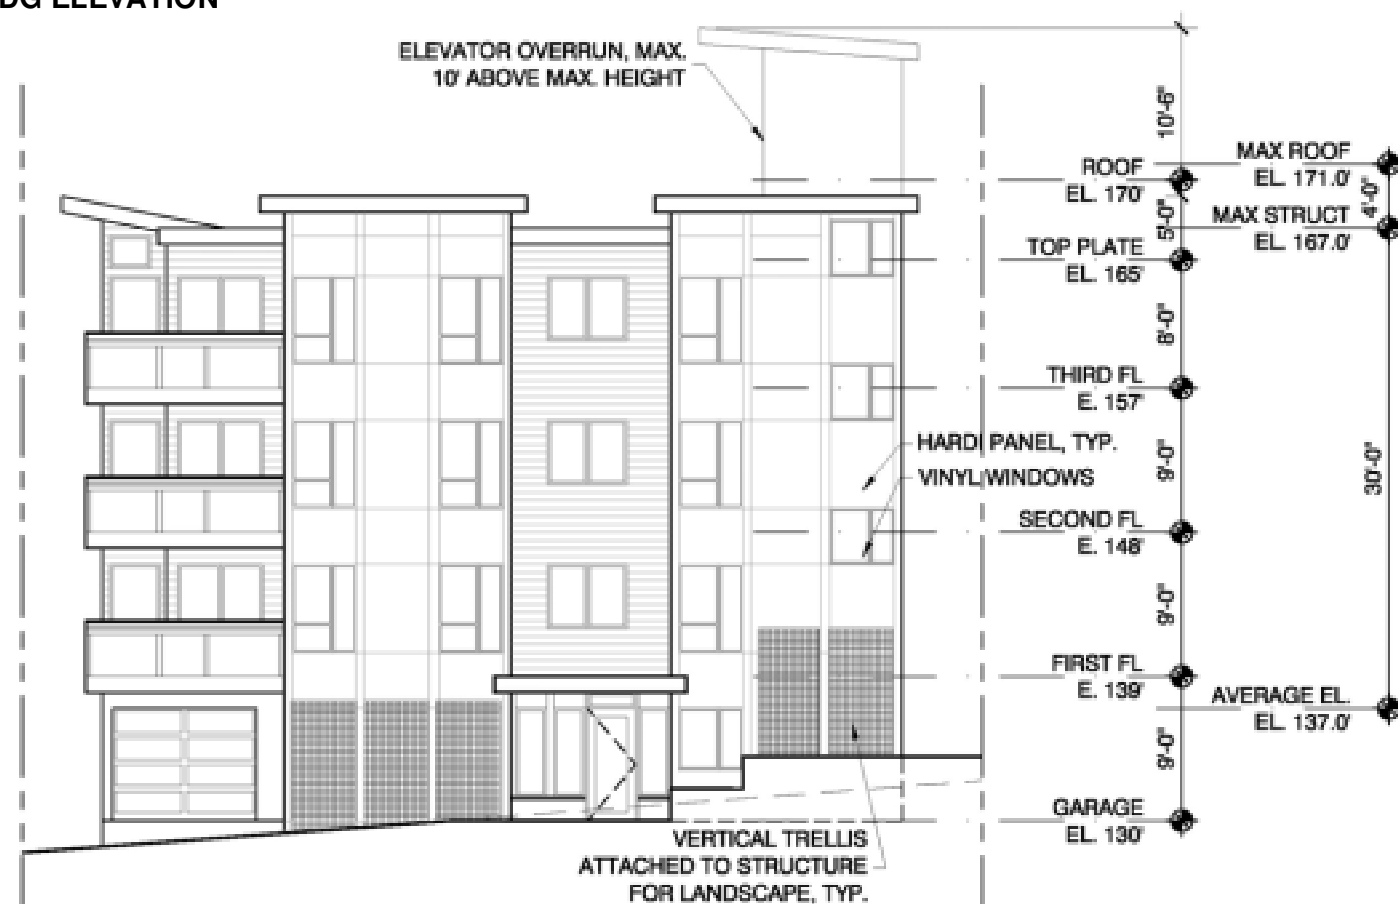 DG ELEVATION
ELEVATOR OVERRUN, MAX.
10' ABOVE MAX. HEIGHT
10'-6"
ROOF
EL. 170'
MAX ROOF
EL. 171.0'
4'-0"
5'-0"
MAX STRUCT
EL. 167.0'
TOP PLATE
EL. 165'
8'-0"
THIRD FL
E. 157'
HARDI PANEL, TYP.
VINYL WINDOWS
9'-0"
30'-0"
SECOND FL
E. 148'
9'-0"
FIRST FL
E. 139'
AVERAGE EL.
EL. 137.0'
9'-0"
GARAGE
EL. 130'
VERTICAL TRELLIS
ATTACHED TO STRUCTURE
FOR LANDSCAPE, TYP.